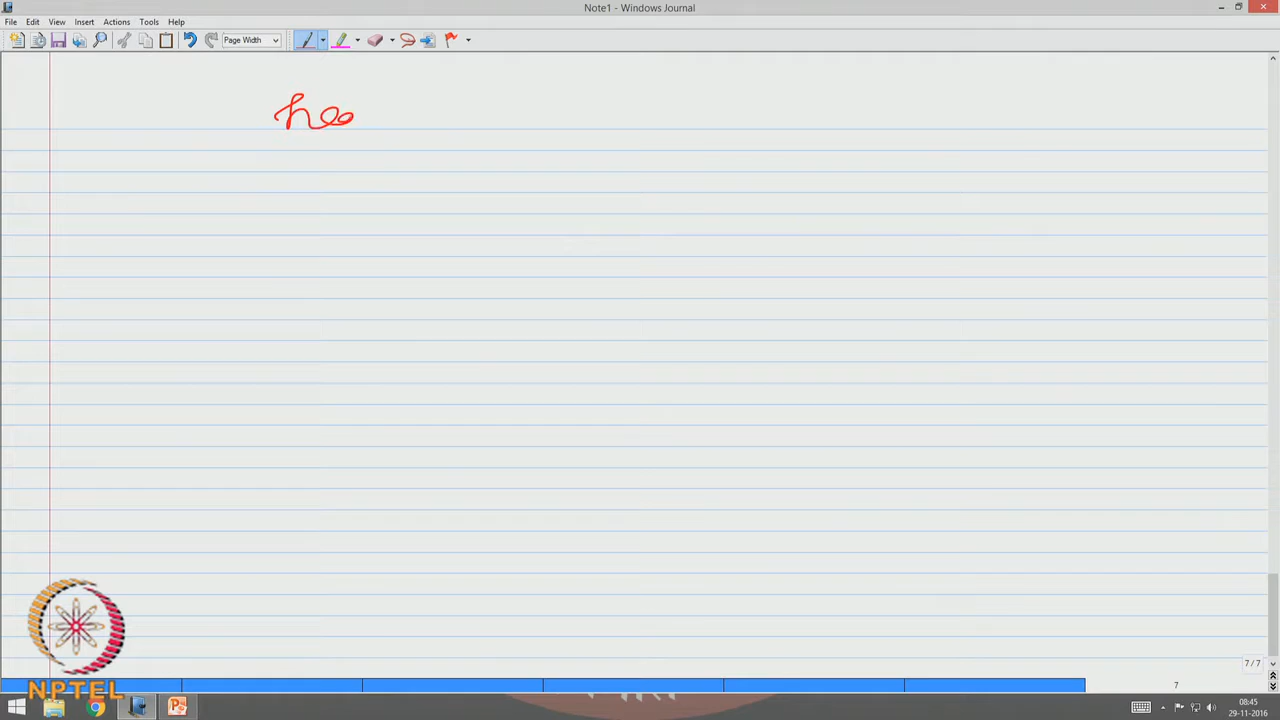 Note1 - Windows Journal
File Edit View Insert Actions Tools Help
Page Width
7 / 7
7
NPTEL
08:45
29-11-2016